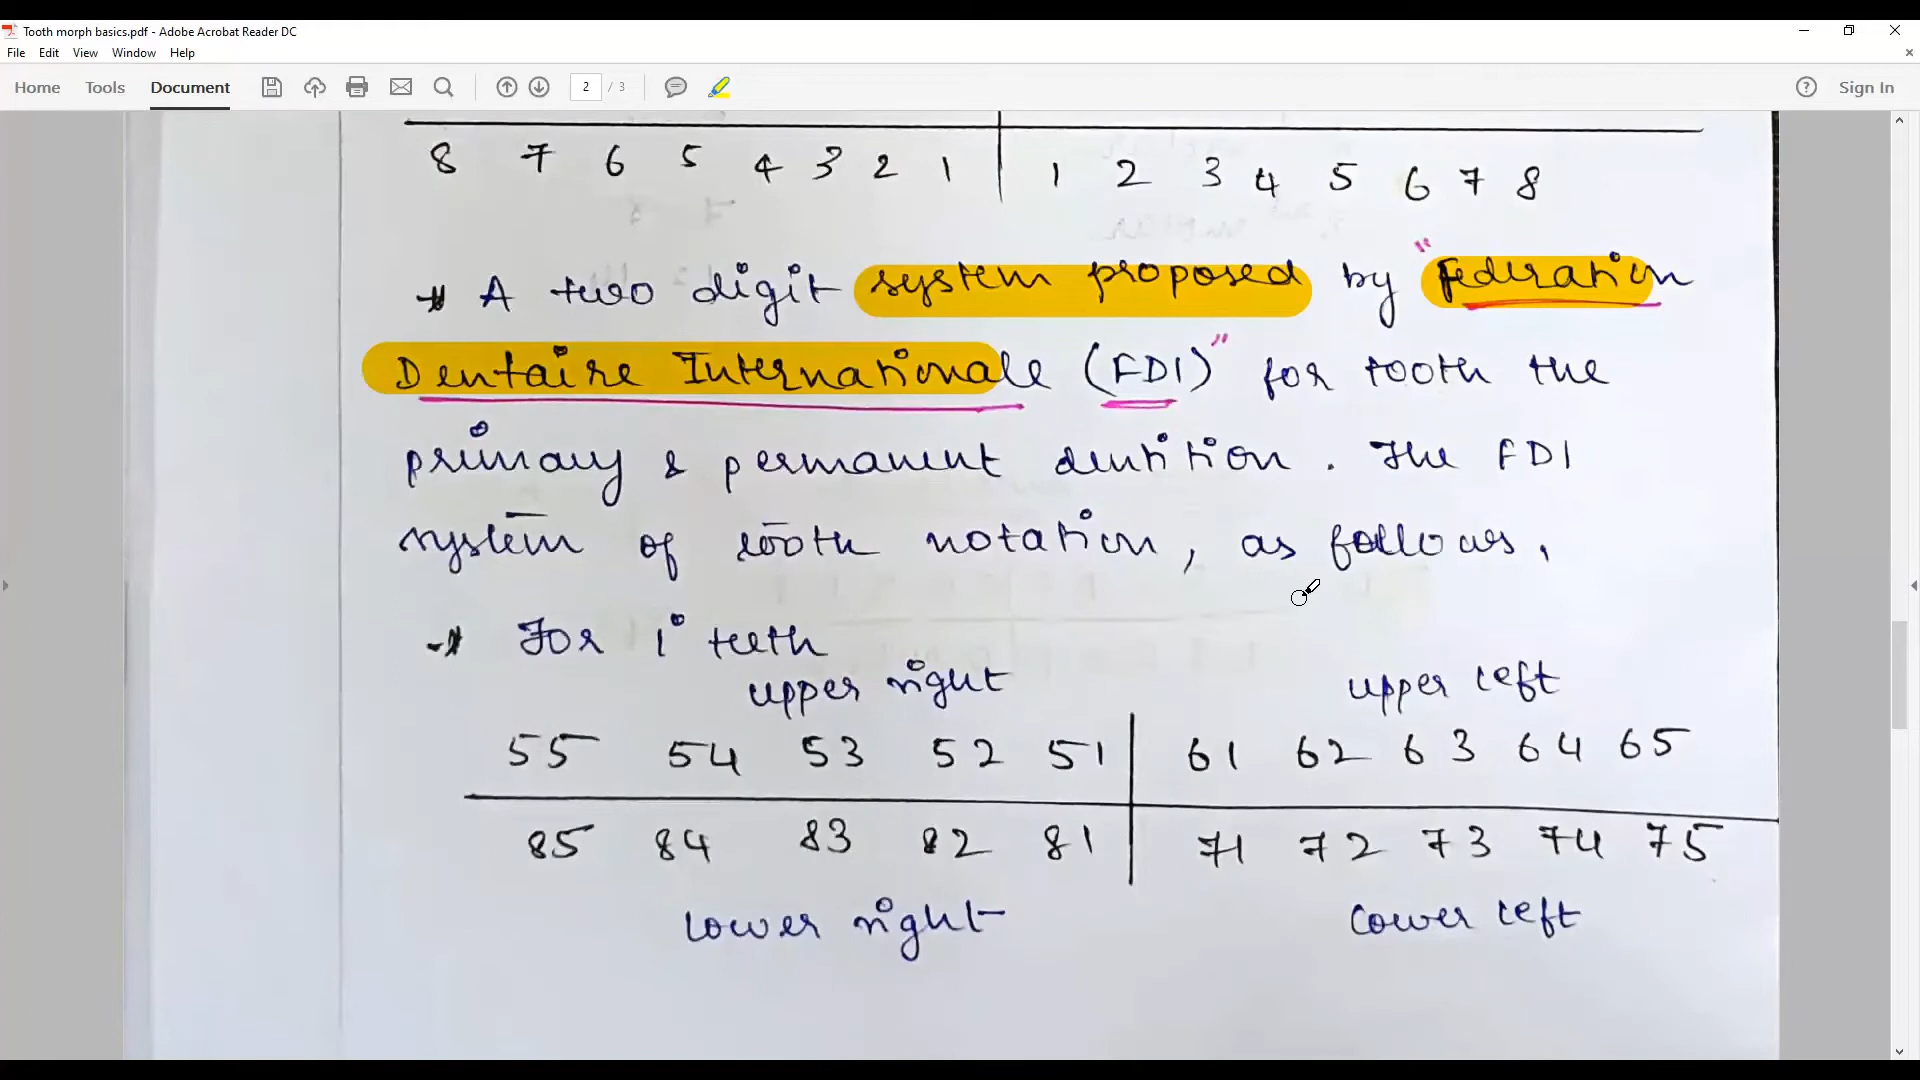 Tooth morph basics.pdf - Adobe Acrobat Reader DC
File Edit View Window Help
Home Tools Document 2 / 3 Sign In
8 7 6 5 4 3 2 1 1 2 3 4 5 6 7 8
A two digit system proposed by "Federation
Dentaire Internationale (FDI)" for tooth the
primary & permanent dentition. The FDI
system of tooth notation, as follows,
For 1° teeth
upper right upper left
55 54 53 52 51 61 62 63 64 65
85 84 83 82 81 71 72 73 74 75
lower right lower left